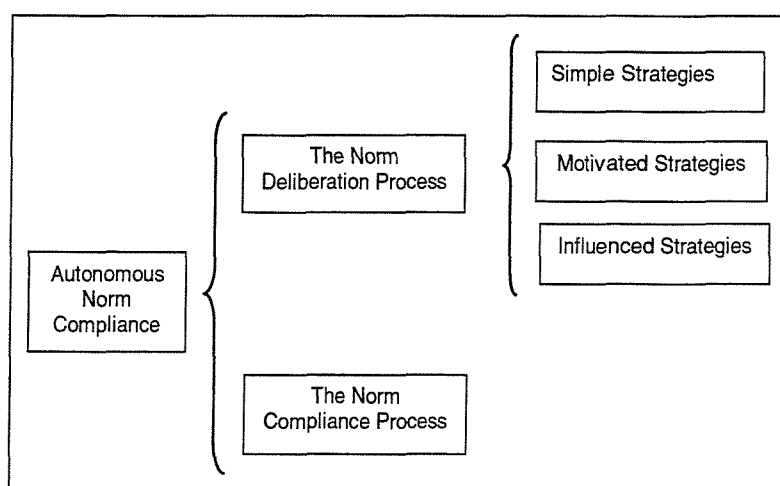 Autonomous
Norm
Compliance
The Norm
Deliberation Process
Simple Strategies
Motivated Strategies
Influenced Strategies
The Norm
Compliance Process